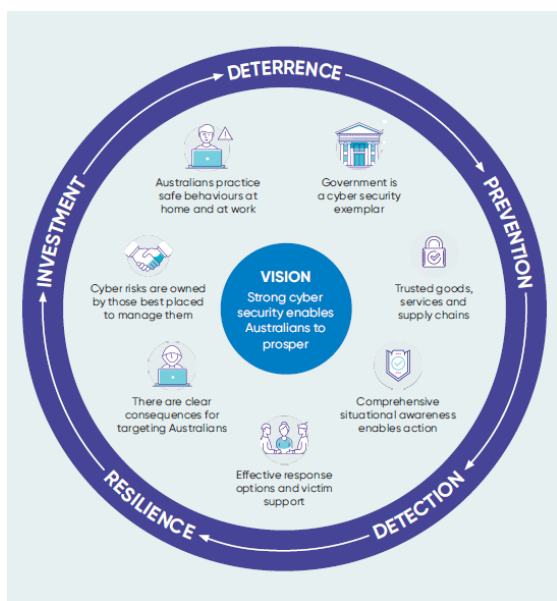 DETERRENCE
PREVENTION
DETECTION
RESILIENCE
INVESTMENT
Australians practice
safe behaviours at
home and at work
Government is
a cyber security
exemplar
Cyber risks are owned
by those best placed
to manage them
VISION
Strong cyber
security enables
Australians to
prosper
Trusted goods,
services and
supply chains
There are clear
consequences for
targeting Australians
Comprehensive
situational awareness
enables action
Effective response
options and victim
support